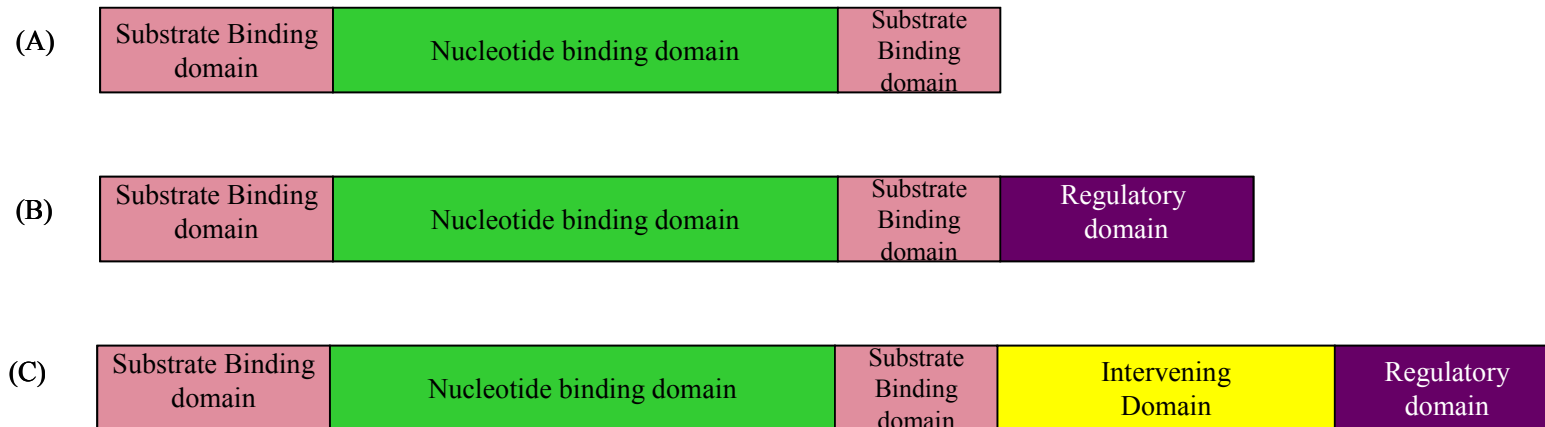 (A)
Substrate Binding
domain
Nucleotide binding domain
Substrate
Binding
domain
(B)
Substrate Binding
domain
Nucleotide binding domain
Substrate
Binding
domain
Regulatory
domain
(C)
Substrate Binding
domain
Nucleotide binding domain
Substrate
Binding
domain
Intervening
Domain
Regulatory
domain